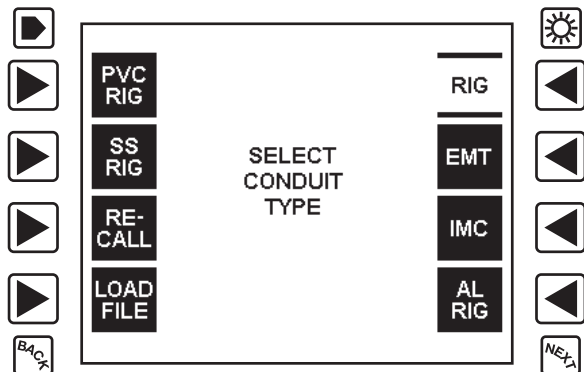 PVC
RIG
SS
RIG
RE-
CALL
LOAD
FILE
SELECT
CONDUIT
TYPE
RIG
EMT
IMC
AL
RIG
BACK
NEXT